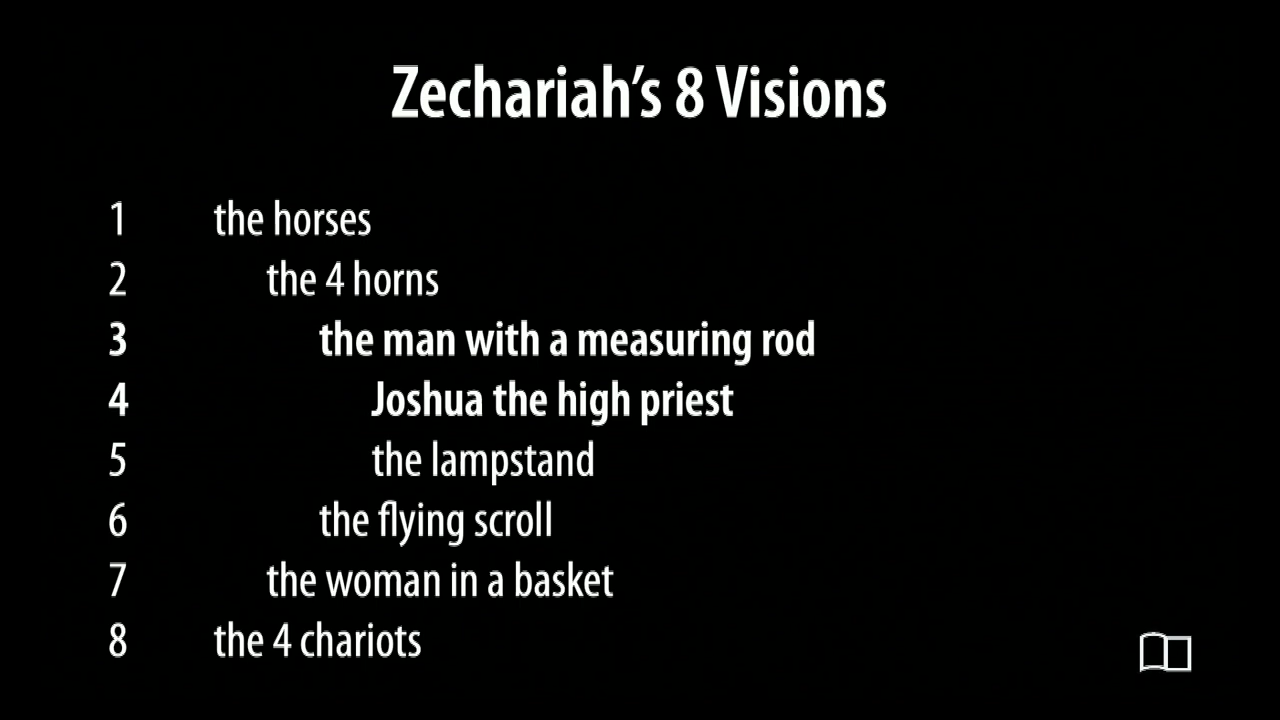 Zechariah’s 8 Visions
1 the horses
2 the 4 horns
3 the man with a measuring rod
4 Joshua the high priest
5 the lampstand
6 the flying scroll
7 the woman in a basket
8 the 4 chariots